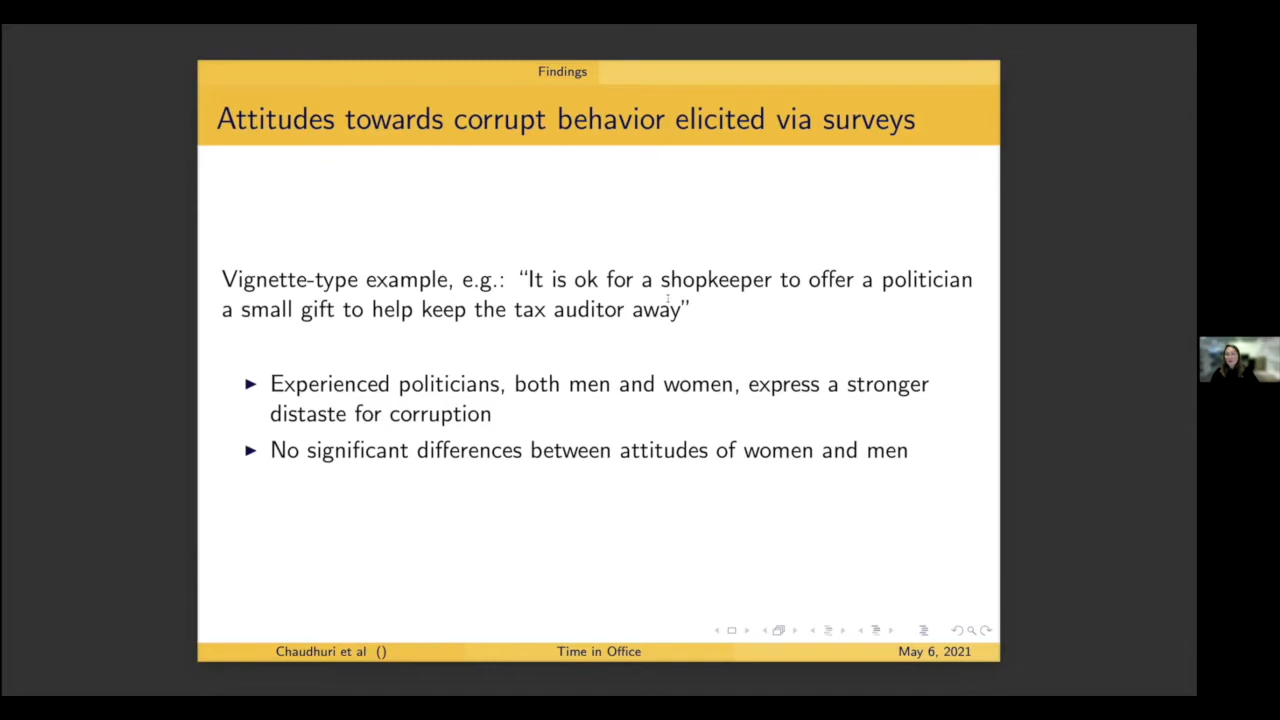 Findings
Attitudes towards corrupt behavior elicited via surveys
Vignette-type example, e.g.: “It is ok for a shopkeeper to offer a politician
a small gift to help keep the tax auditor away”
Experienced politicians, both men and women, express a stronger
distaste for corruption
No significant differences between attitudes of women and men
Chaudhuri et al () Time in Office May 6, 2021